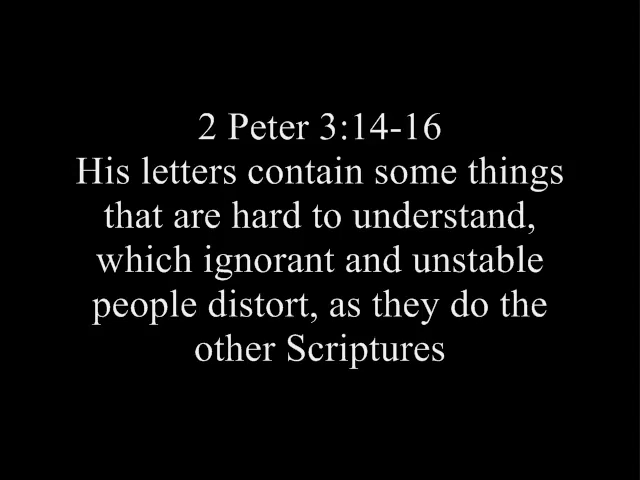 2 Peter 3:14-16
His letters contain some things
that are hard to understand,
which ignorant and unstable
people distort, as they do the
other Scriptures